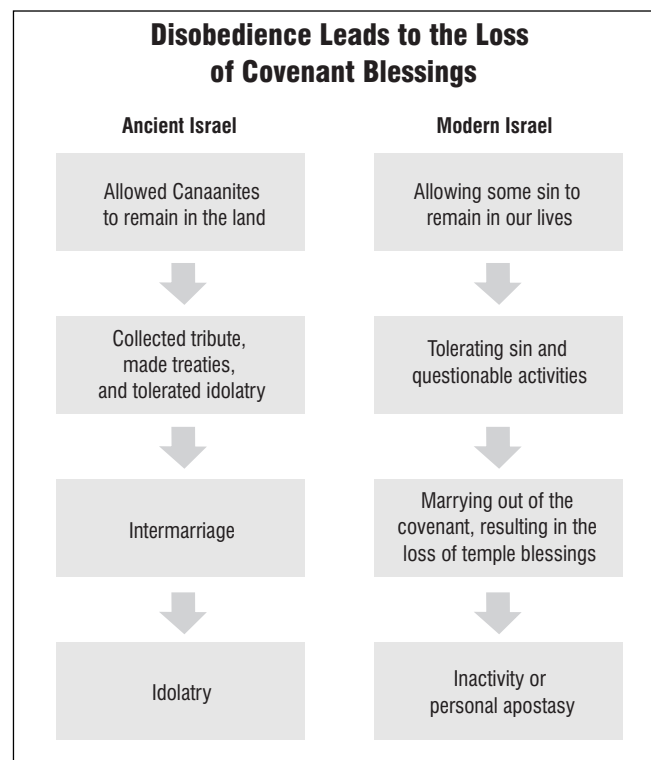 Disobedience Leads to the Loss
of Covenant Blessings
Ancient Israel
Modern Israel
Allowed Canaanites
to remain in the land
Allowing some sin to
remain in our lives
Collected tribute,
made treaties,
and tolerated idolatry
Tolerating sin and
questionable activities
Intermarriage
Marrying out of the
covenant, resulting in the
loss of temple blessings
Idolatry
Inactivity or
personal apostasy